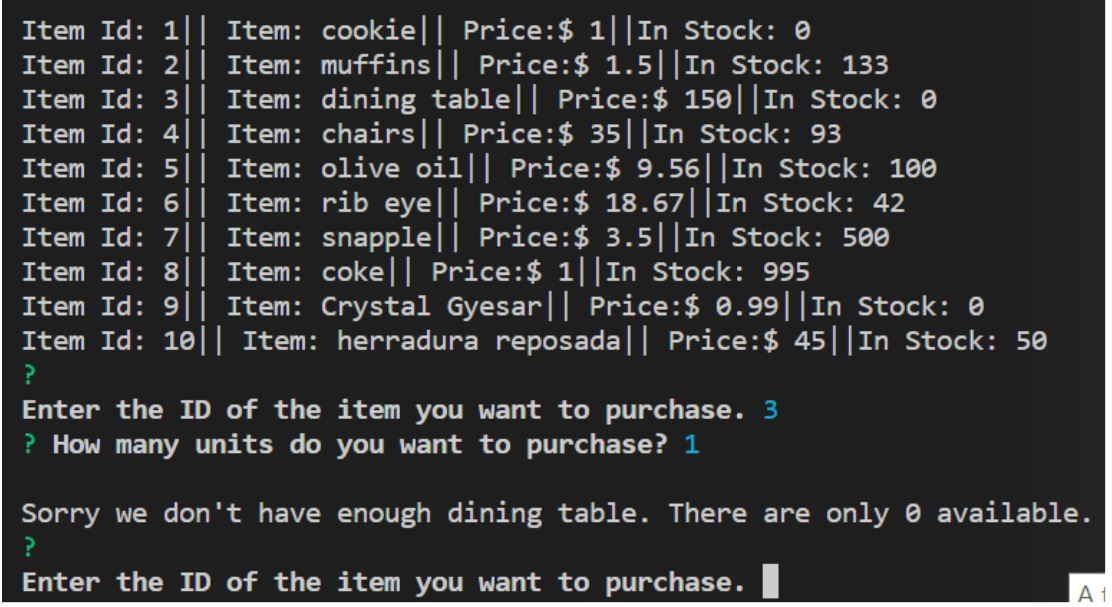 Item Id: 1|| Item: cookie|| Price:$ 1||In Stock: 0
Item Id: 2|| Item: muffins|| Price:$ 1.5||In Stock: 133
Item Id: 3|| Item: dining table|| Price:$ 150||In Stock: 0
Item Id: 4|| Item: chairs|| Price:$ 35||In Stock: 93
Item Id: 5|| Item: olive oil|| Price:$ 9.56||In Stock: 100
Item Id: 6|| Item: rib eye|| Price:$ 18.67||In Stock: 42
Item Id: 7|| Item: snapple|| Price:$ 3.5||In Stock: 500
Item Id: 8|| Item: coke|| Price:$ 1||In Stock: 995
Item Id: 9|| Item: Crystal Gyesar|| Price:$ 0.99||In Stock: 0
Item Id: 10|| Item: herradura reposada|| Price:$ 45||In Stock: 50
?
Enter the ID of the item you want to purchase. 3
? How many units do you want to purchase? 1
Sorry we don't have enough dining table. There are only 0 available.
?
Enter the ID of the item you want to purchase.
A